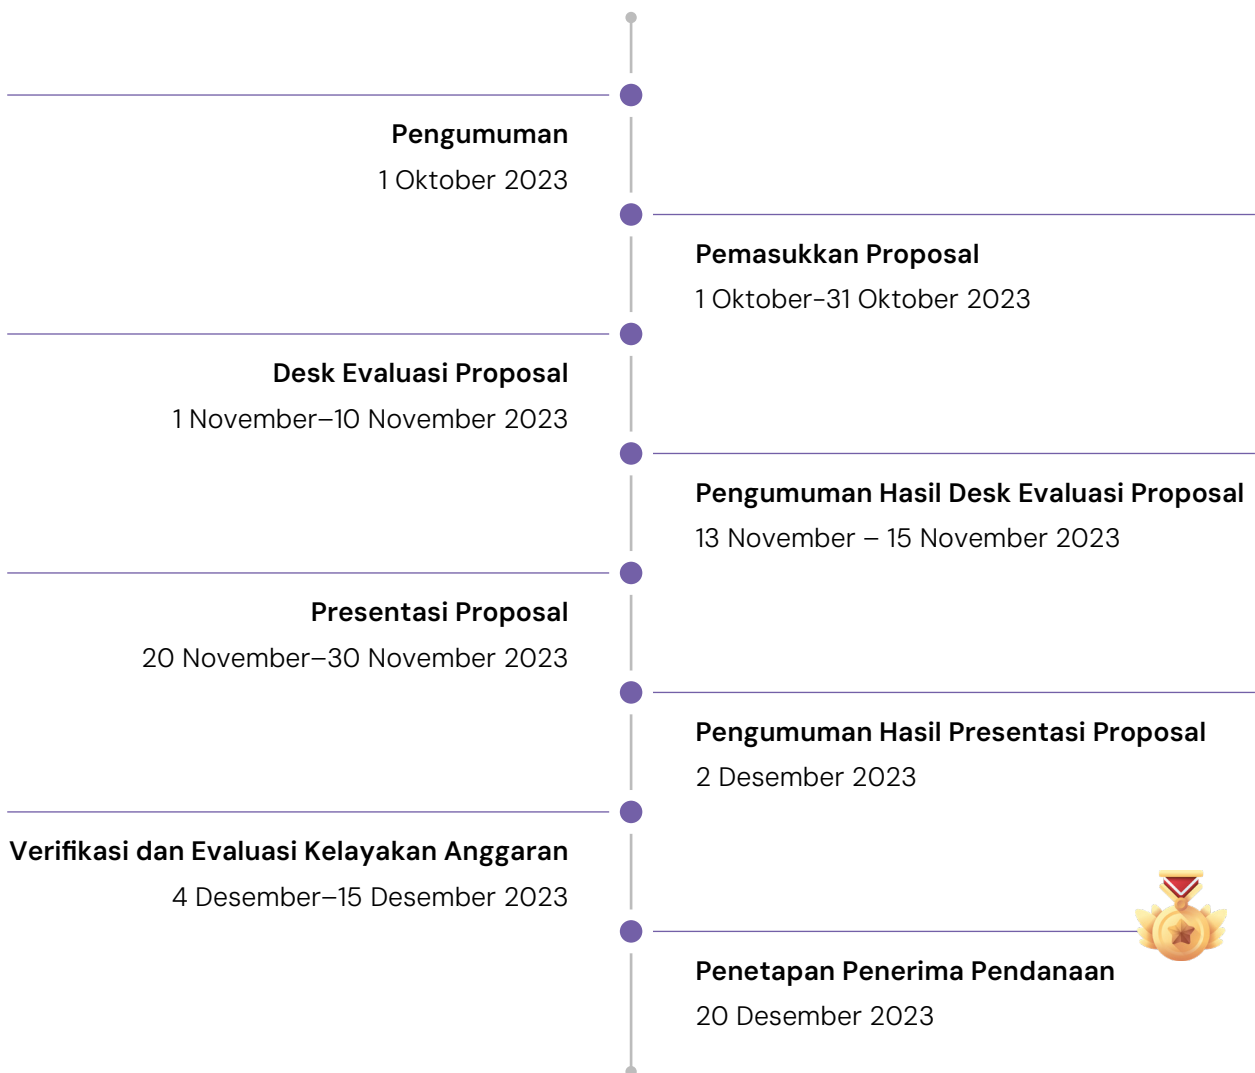 Pengumuman
1 Oktober 2023
Pemasukkan Proposal
1 Oktober-31 Oktober 2023
Desk Evaluasi Proposal
1 November–10 November 2023
Pengumuman Hasil Desk Evaluasi Proposal
13 November – 15 November 2023
Presentasi Proposal
20 November–30 November 2023
Pengumuman Hasil Presentasi Proposal
2 Desember 2023
Verifikasi dan Evaluasi Kelayakan Anggaran
4 Desember–15 Desember 2023
Penetapan Penerima Pendanaan
20 Desember 2023